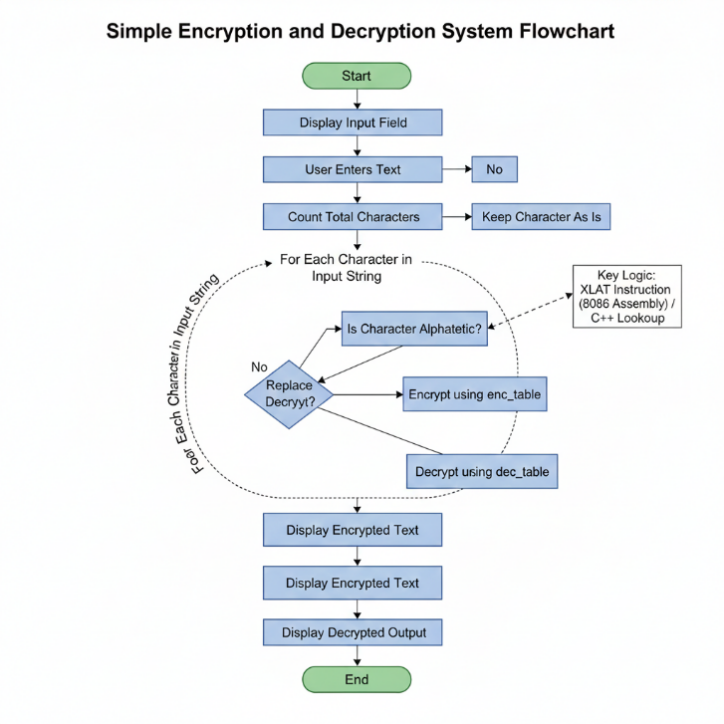 Simple Encryption and Decryption System Flowchart
Start
Display Input Field
User Enters Text
No
Count Total Characters
Keep Character As Is
For Each Character in
Input String
Key Logic:
XLAT Instruction
(8086 Assembly) /
C++ Lookup
Foer Each Character in Input String
Is Character Alphatetic?
No
Replace
Decryyt?
Encrypt using enc_table
Decrypt using dec_table
Display Encrypted Text
Display Encrypted Text
Display Decrypted Output
End